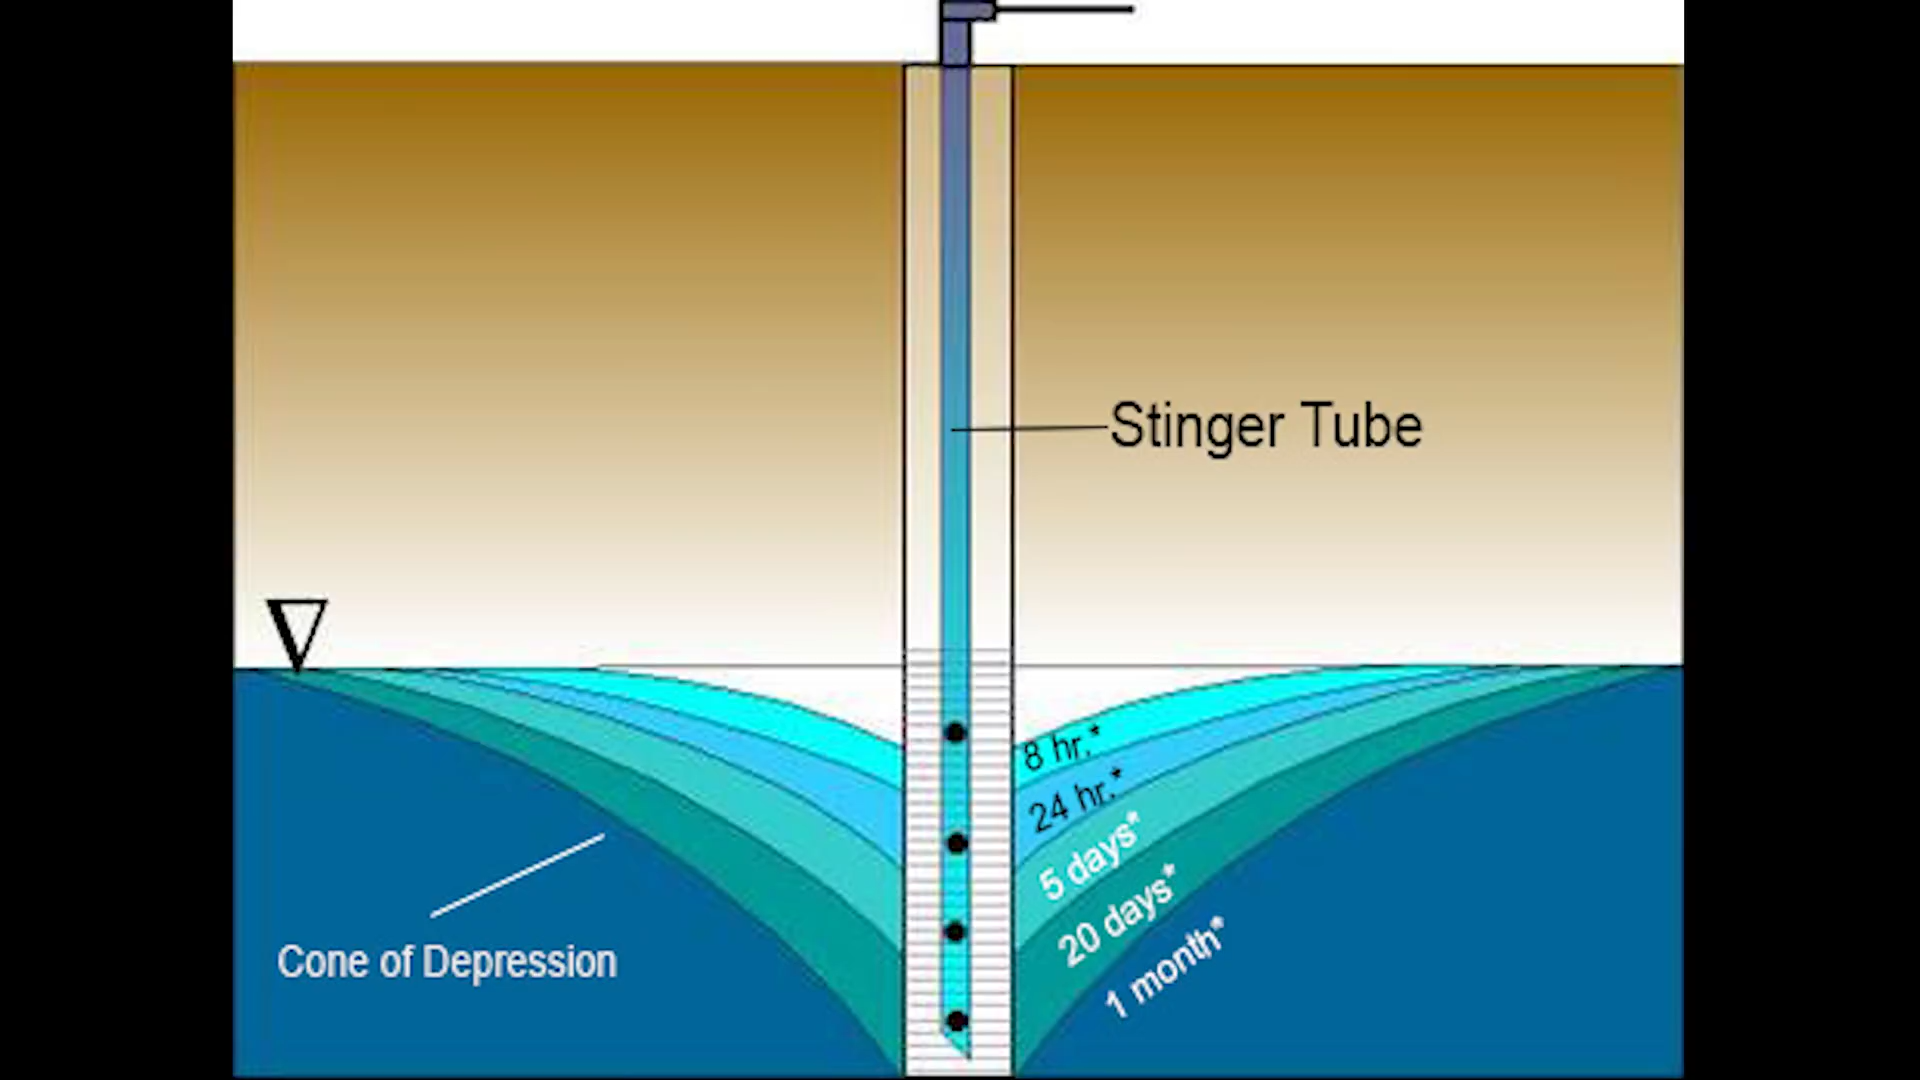 Stinger Tube
8 hr.*
24 hr.*
5 days*
20 days*
1 month*
Cone of Depression